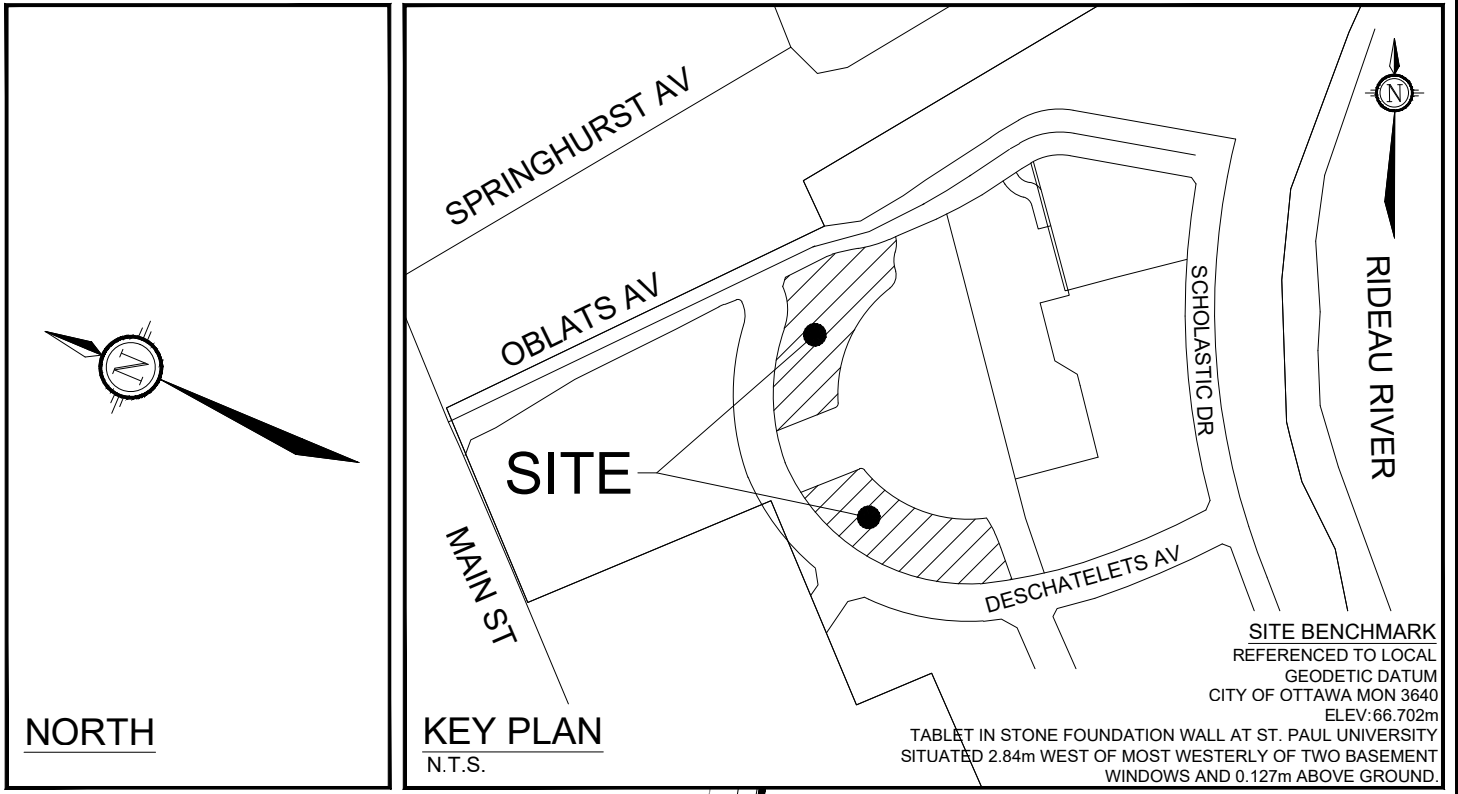 N
NORTH
SPRINGHURST AV
OBLATS AV
SITE
MAIN ST
SCHOLASTIC DR
DESCHATELETS AV
N
RIDEAU RIVER
KEY PLAN
N.T.S.
SITE BENCHMARK
REFERENCED TO LOCAL
GEODETIC DATUM
CITY OF OTTAWA MON 3640
ELEV:66.702m
TABLET IN STONE FOUNDATION WALL AT ST. PAUL UNIVERSITY
SITUATED 2.84m WEST OF MOST WESTERLY OF TWO BASEMENT
WINDOWS AND 0.127m ABOVE GROUND.